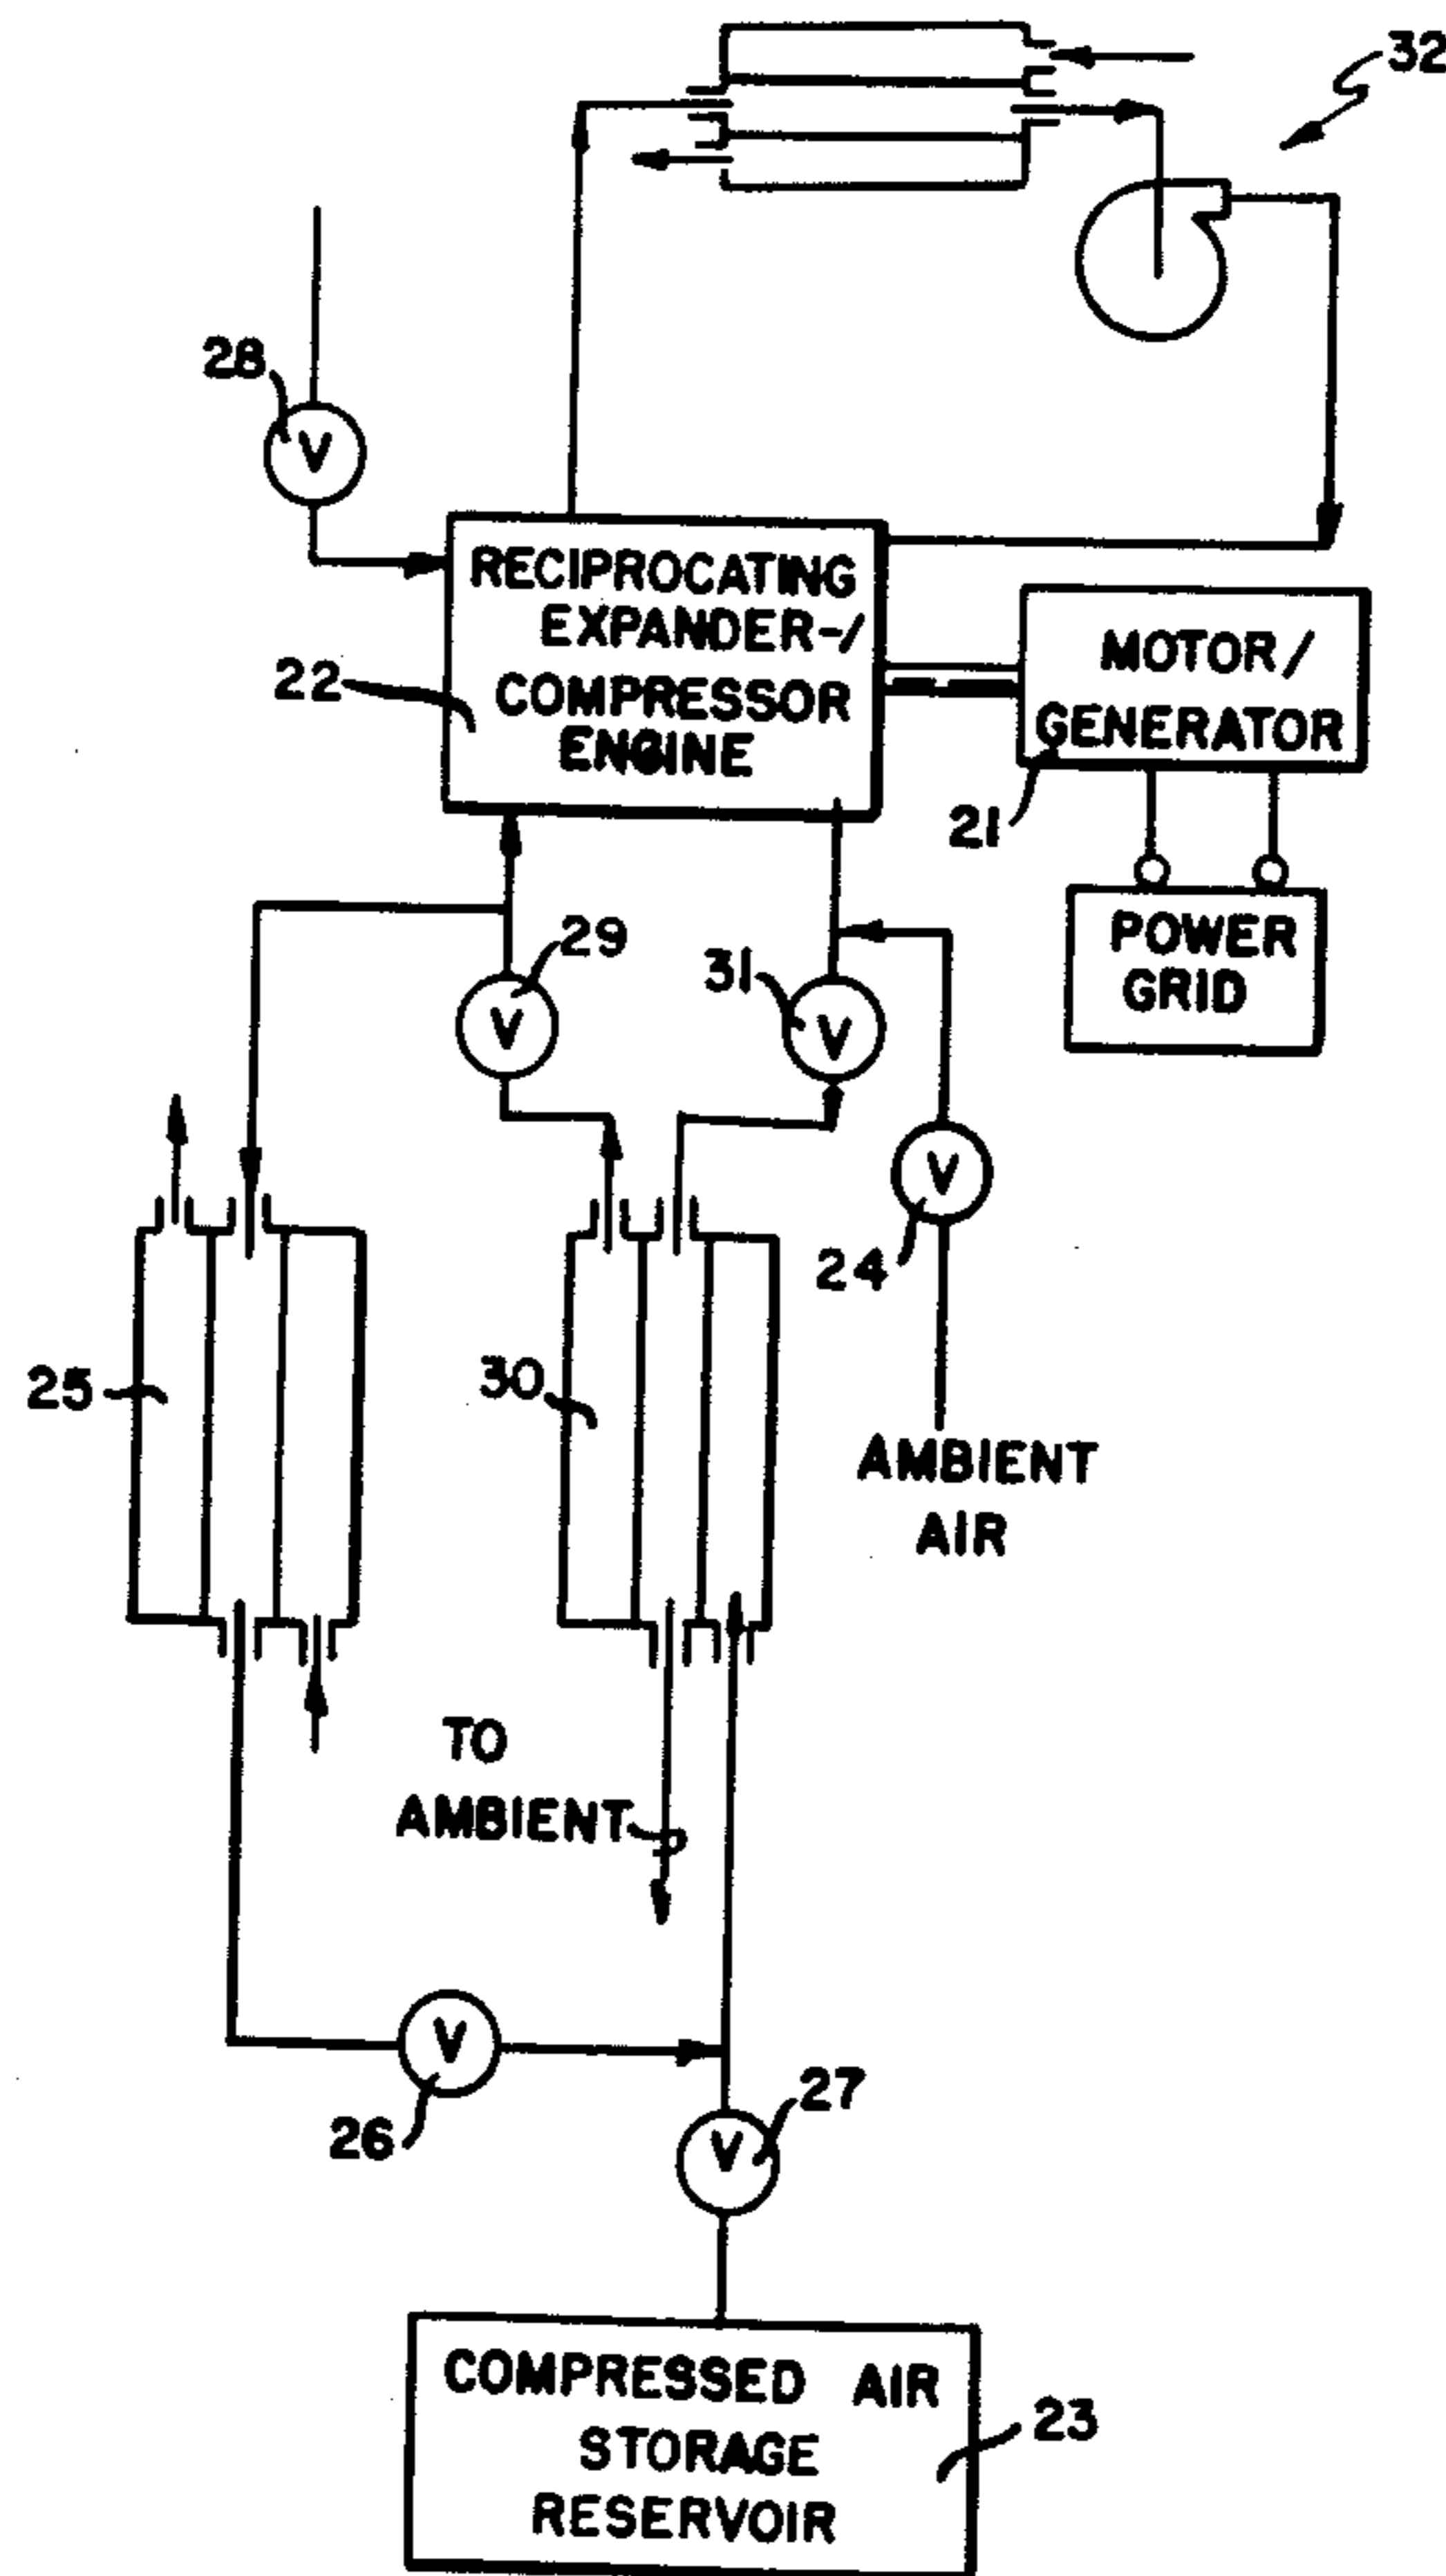 32
28
V
RECIPROCATING
EXPANDER-/
COMPRESSOR
ENGINE
22
MOTOR/
GENERATOR
21
POWER
GRID
29
V
31
V
V
24
25
30
AMBIENT
AIR
TO
AMBIENT
V
26
27
V
COMPRESSED AIR
STORAGE
RESERVOIR
23